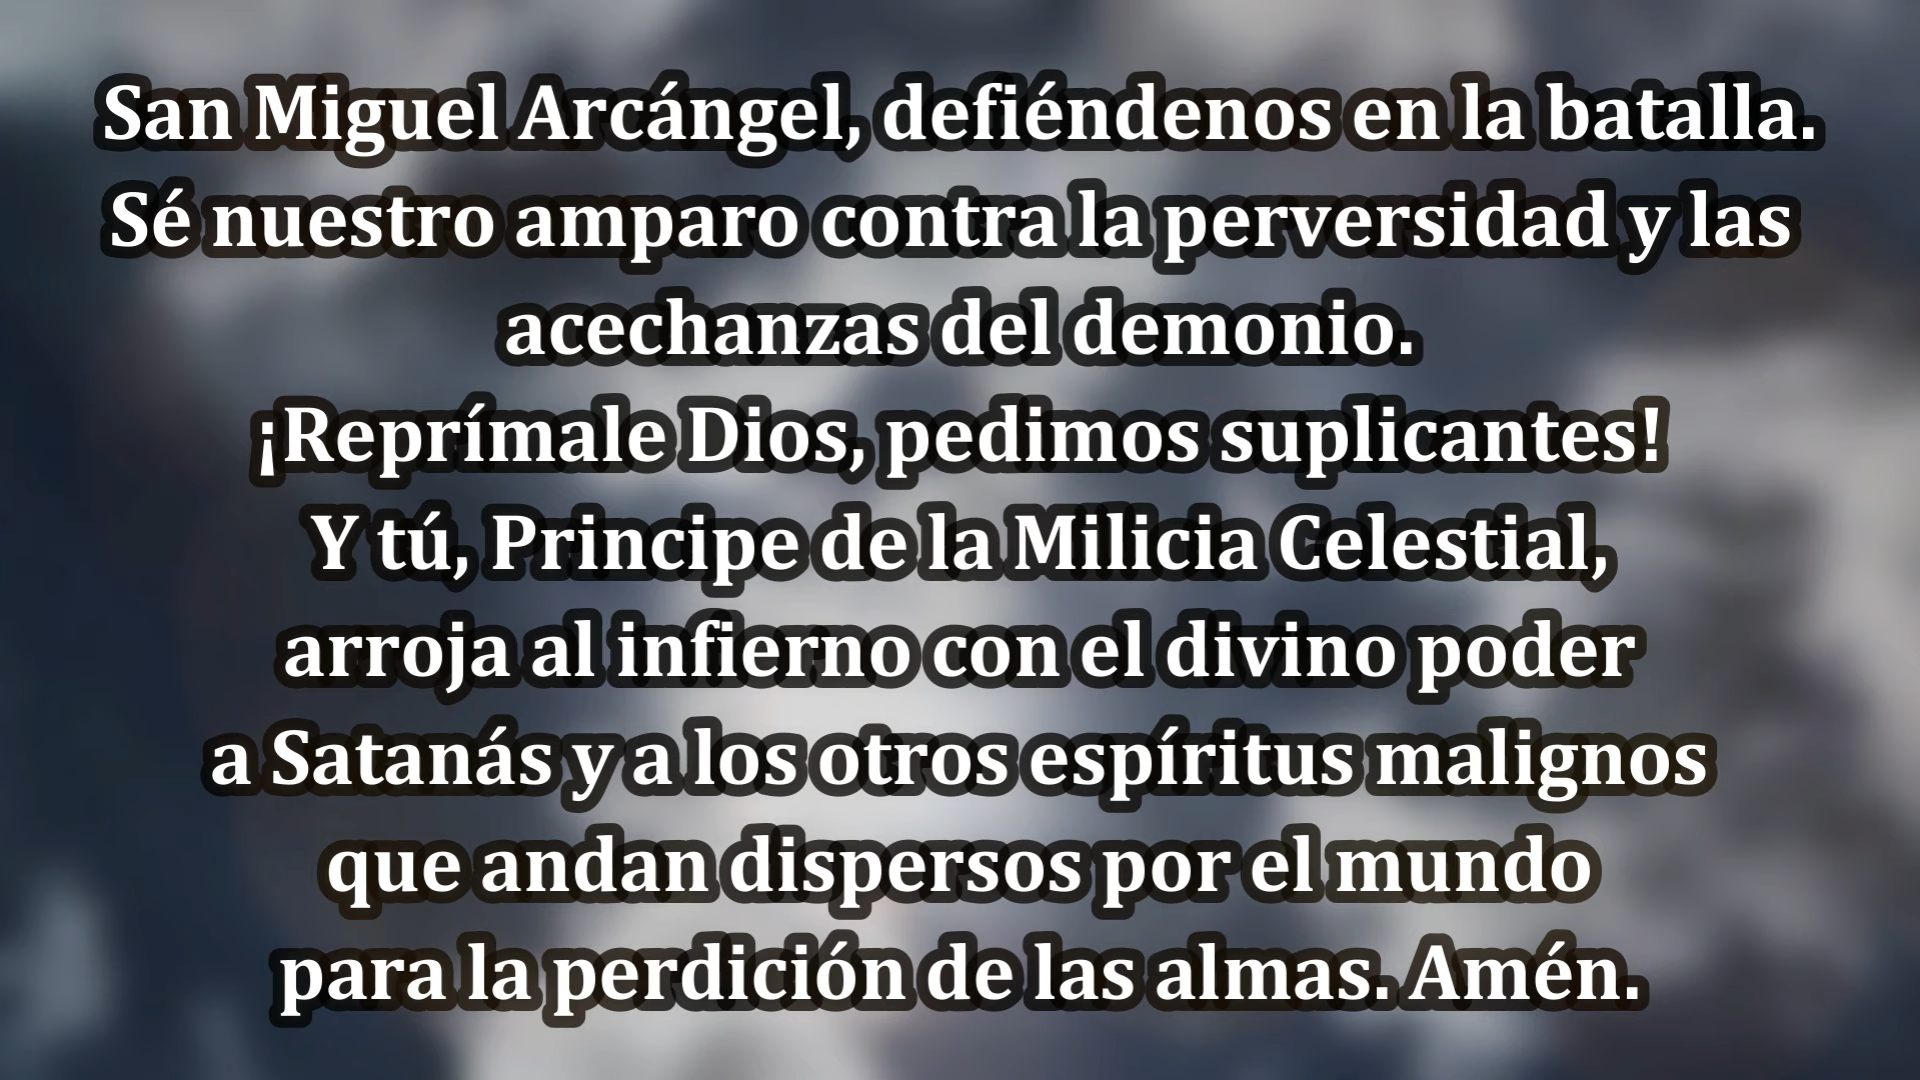 San Miguel Arcángel, defiéndenos en la batalla.
Sé nuestro amparo contra la perversidad y las
acechanzas del demonio.
¡Reprímale Dios, pedimos suplicantes!
Y tú, Principe de la Milicia Celestial,
arroja al infierno con el divino poder
a Satanás y a los otros espíritus malignos
que andan dispersos por el mundo
para la perdición de las almas. Amén.